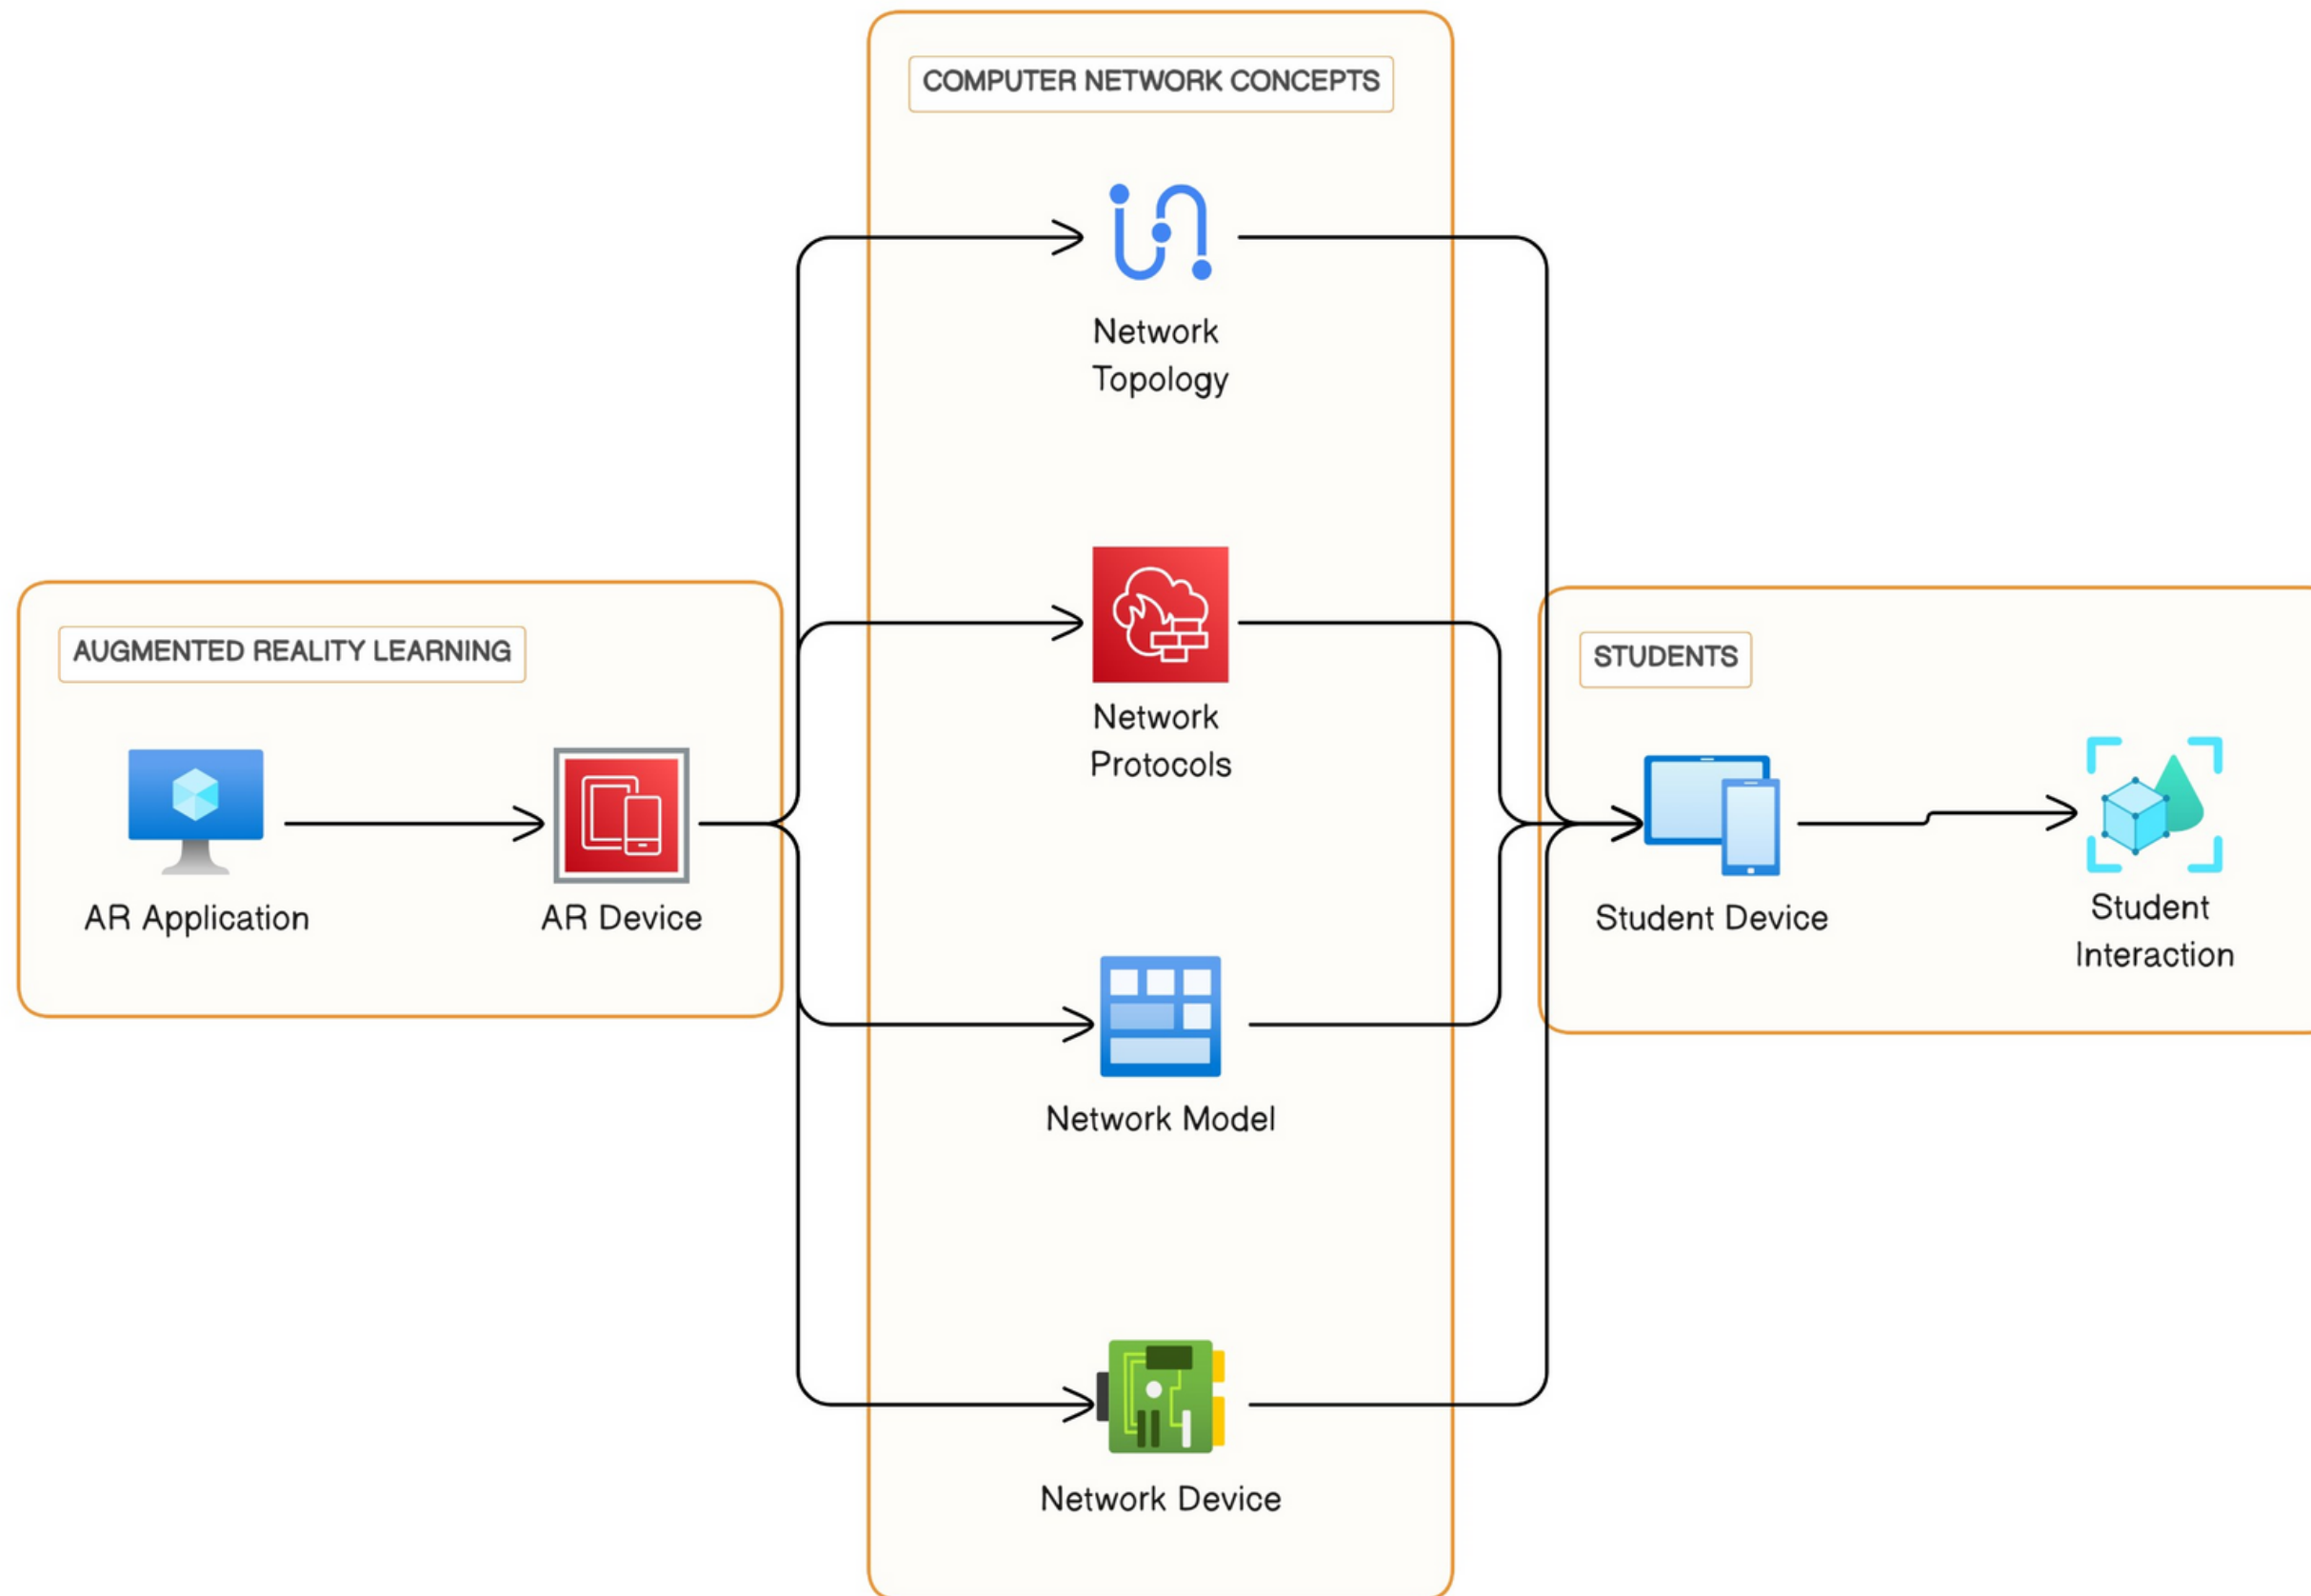 COMPUTER NETWORK CONCEPTS
Network
Topology
Network
Protocols
AUGMENTED REALITY LEARNING
STUDENTS
AR Application
AR Device
Student Device
Student
Interaction
Network Model
Network Device